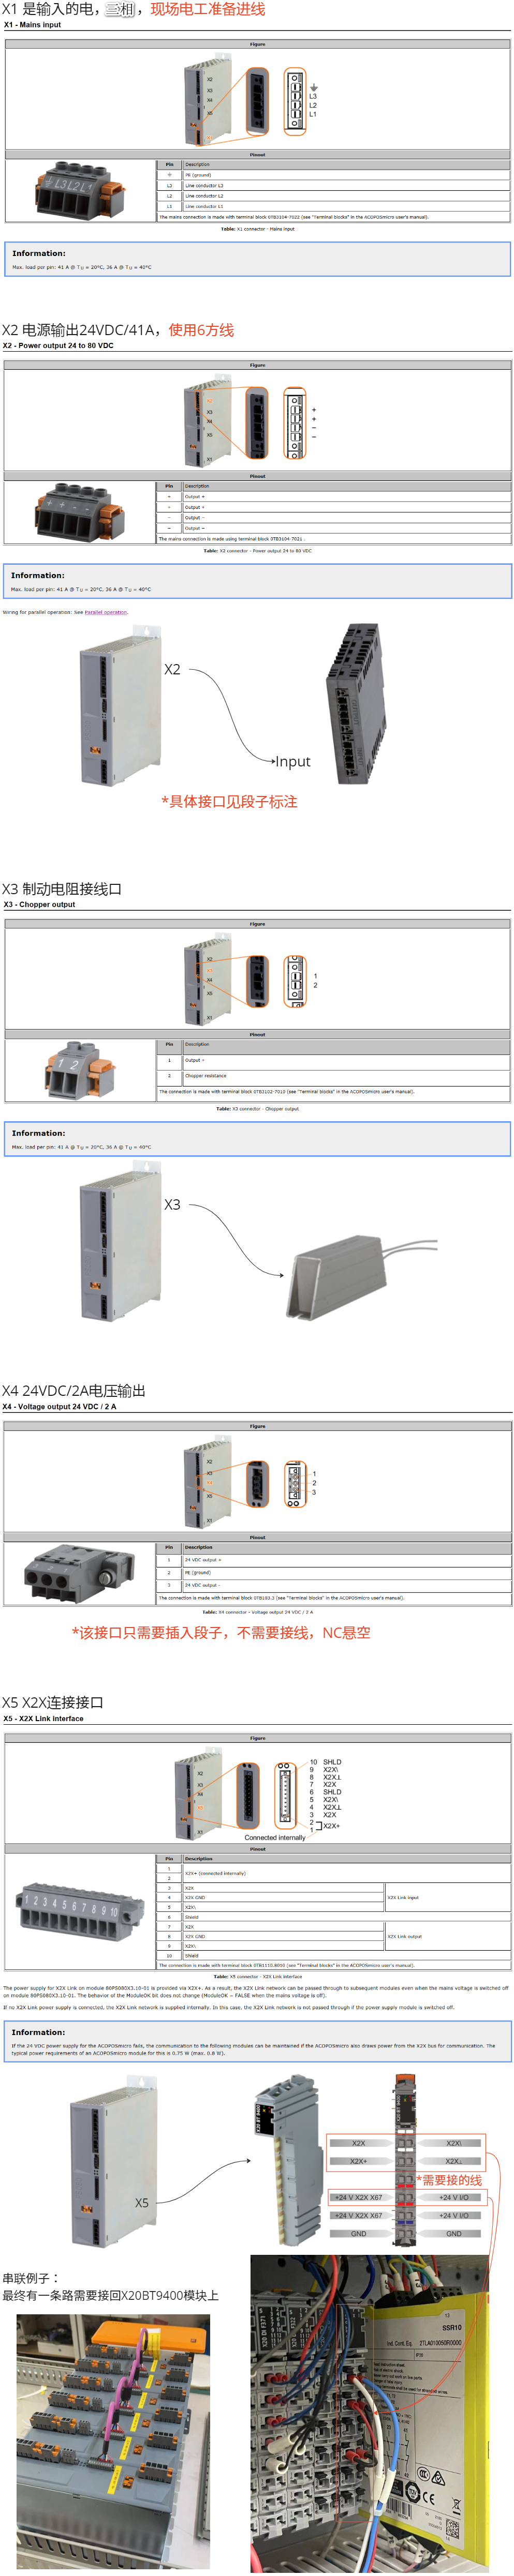 X1 是输入的电，三相，现场电工准备进线
X1 - Mains input
Figure
X2
X3
X4
X5
X1
L3
L2
L1
Pinout
L3 L2 L1
Pin Description
PE (ground)
L3 Line conductor L3
L2 Line conductor L2
L1 Line conductor L1
The mains connection is made with terminal block 0TB3104-7022 (see "Terminal blocks" in the ACOPOSmicro user's manual).
Table: X1 connector - Mains input
Information:
Max. load per pin: 41 A @ TU = 20°C, 36 A @ TU = 40°C
X2 电源输出24VDC/41A，使用6方线
X2 - Power output 24 to 80 VDC
Figure
X2
X3
X4
X5
X1
+
+
−
−
Pinout
Pin Description
+ Output +
+ Output +
- Output −
− Output −
The mains connection is made using terminal block 0TB3104-7021 .
Table: X2 connector - Power output 24 to 80 VDC
Information:
Max. load per pin: 41 A @ TU = 20°C, 36 A @ TU = 40°C
Wiring for parallel operation: See Parallel operation.
X2
Input
*具体接口见段子标注
X3 制动电阻接线口
X3 - Chopper output
Figure
X2
X3
X4
X5
X1
1
2
Pinout
1 2
Pin Description
1 Output +
2 Chopper resistance
The connection is made with terminal block 0TB3102-7010 (see "Terminal blocks" in the ACOPOSmicro user's manual).
Table: X3 connector - Chopper output
Information:
Max. load per pin: 41 A @ TU = 20°C, 36 A @ TU = 40°C
X3
X4 24VDC/2A电压输出
X4 - Voltage output 24 VDC / 2 A
Figure
X2
X3
X4
X5
X1
1
2
3
Pinout
Pin Description
1 24 VDC output +
2 PE (ground)
3 24 VDC output -
The connection is made with terminal block 0TB103.3 (see "Terminal blocks" in the ACOPOSmicro user's manual).
Table: X4 connector - Voltage output 24 VDC / 2 A
*该接口只需要插入段子，不需要接线，NC悬空
X5 X2X连接接口
X5 - X2X Link interface
Figure
X2
X3
X4
X5
X1
10 SHLD
9 X2X\
8 X2X⊥
7 X2X
6 SHLD
5 X2X\
4 X2X⊥
3 X2X
2
1
X2X+
Connected internally
Pinout
1 2 3 4 5 6 7 8 9 10
Pin Description
1
2
X2X+ (connected internally)
3 X2X
4 X2X GND
5 X2X\
X2X Link input
6 Shield
7 X2X
8 X2X GND
9 X2X\
X2X Link output
10 Shield
The connection is made with terminal block 0TB1110.8010 (see "Terminal blocks" in the ACOPOSmicro user's manual).
Table: X5 connector - X2X Link interface
The power supply for X2X Link on module 80PS080X3.10-01 is provided via X2X+. As a result, the X2X Link network can be passed through to subsequent modules even when the mains voltage is switched off
on module 80PS080X3.10-01. The behavior of the ModuleOK bit does not change (ModuleOK = FALSE when the mains voltage is off).
If no X2X Link power supply is connected, the X2X Link network is supplied internally. In this case, the X2X Link network is not passed through if the power supply module is switched off.
Information:
If the 24 VDC power supply for the ACOPOSmicro fails, the communication to the following modules can be maintained if the ACOPOSmicro also draws power from the X2X bus for communication. The
typical power requirements of an ACOPOSmicro module for this is 0.75 W (max. 0.8 W).
X5
X2X X2X\
X2X+ X2X⊥
*需要接的线
+24 V X2X X67 +24 V I/O
+24 V X2X X67 +24 V I/O
GND GND
串联例子：
最终有一条路需要接回X20BT9400模块上
SSR10
2TLA010050R0000